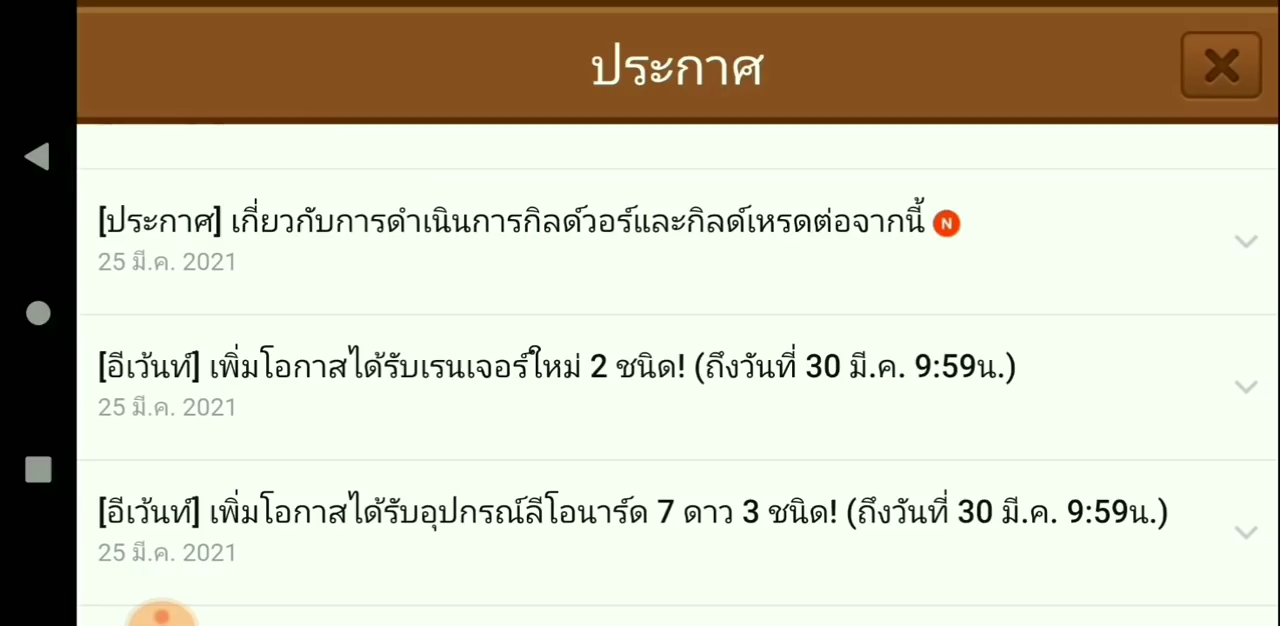 ประกาศ
[ประกาศ] เกี่ยวกับการดำเนินการกิลด์วอร์และกิลด์เหรดต่อจากนี้ N
25 มี.ค. 2021
[อีเว้นท์] เพิ่มโอกาสได้รับเรนเจอร์ใหม่ 2 ชนิด! (ถึงวันที่ 30 มี.ค. 9:59น.)
25 มี.ค. 2021
[อีเว้นท์] เพิ่มโอกาสได้รับอุปกรณ์ลีโอนาร์ด 7 ดาว 3 ชนิด! (ถึงวันที่ 30 มี.ค. 9:59น.)
25 มี.ค. 2021